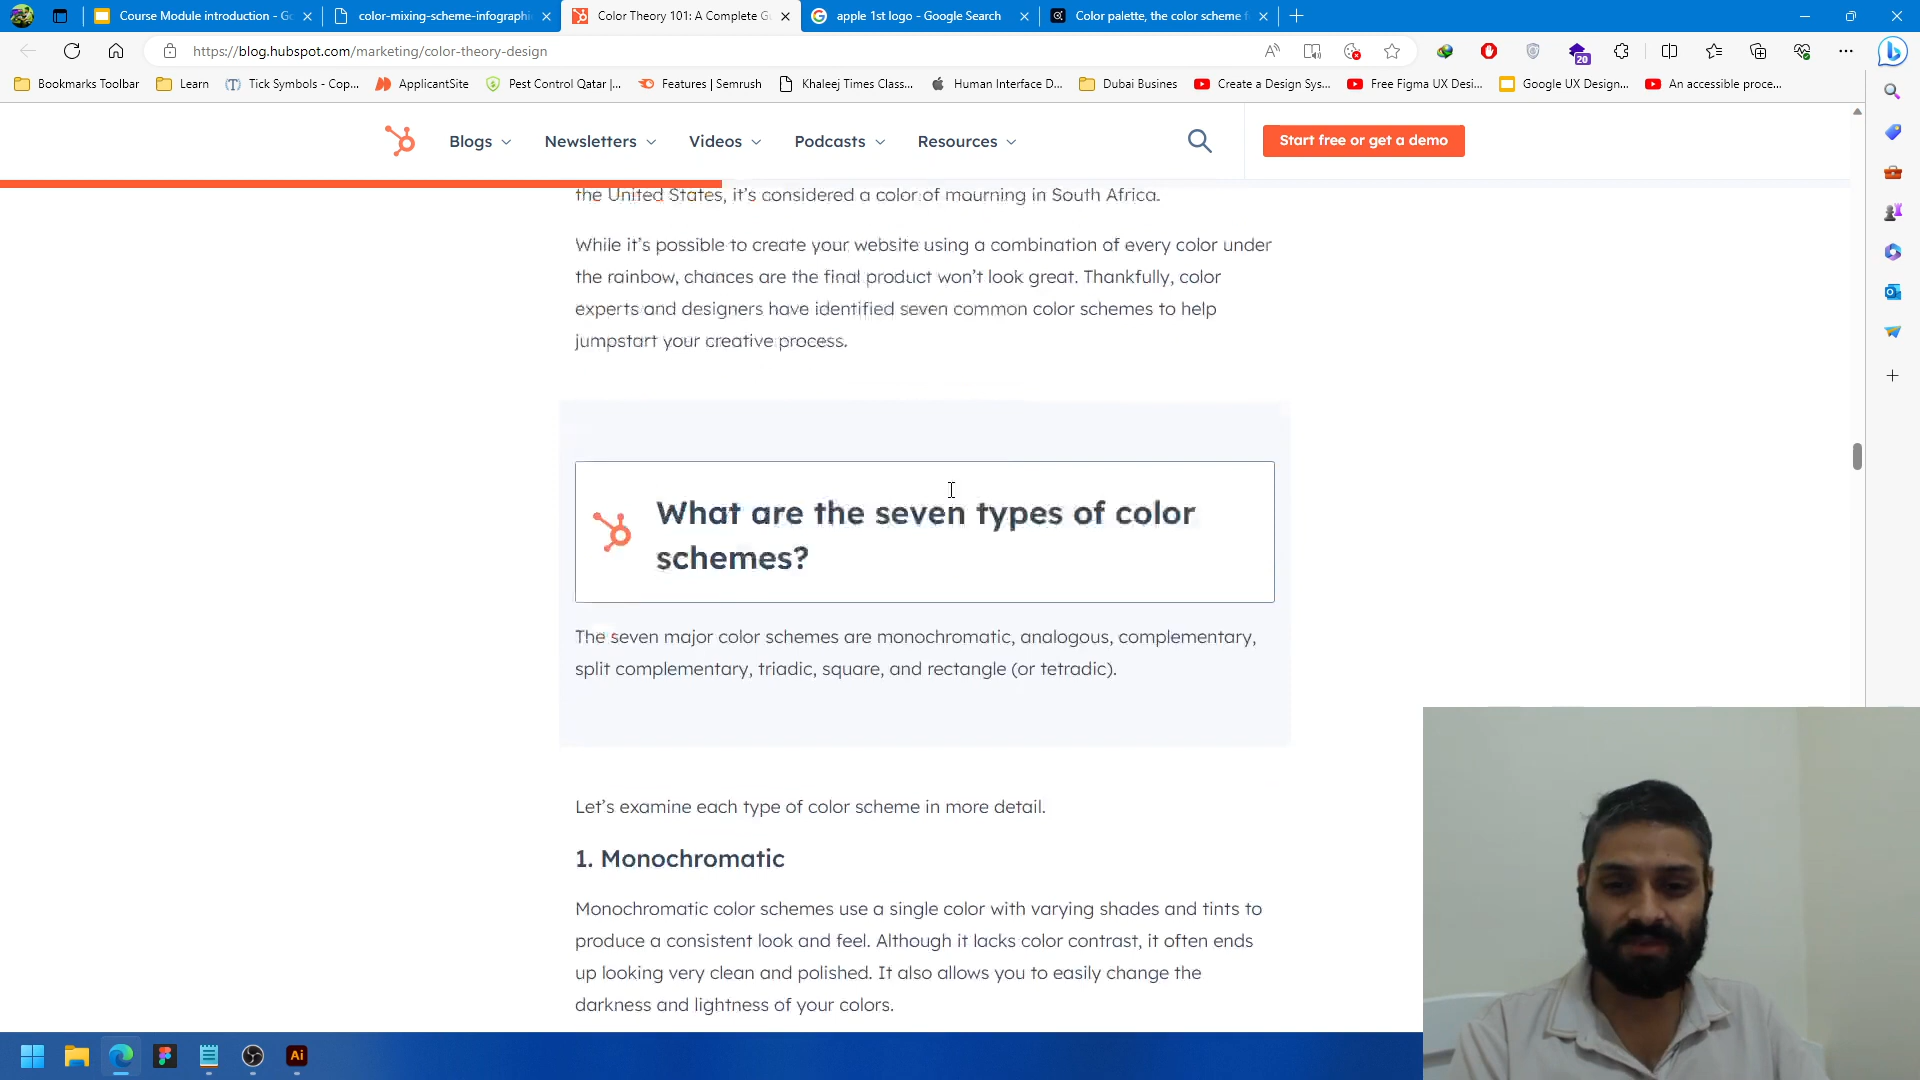 Course Module introduction - Go
color-mixing-scheme-infographi
Color Theory 101: A Complete G
apple 1st logo - Google Search
Color palette, the color scheme f
https://blog.hubspot.com/marketing/color-theory-design
20
Bookmarks Toolbar
Learn
Tick Symbols - Cop...
ApplicantSite
Pest Control Qatar |...
Features | Semrush
Khaleej Times Class...
Human Interface D...
Dubai Busines
Create a Design Sys...
Free Figma UX Desi...
Google UX Design...
An accessible proce...
Blogs
Newsletters
Videos
Podcasts
Resources
Start free or get a demo
the United States, it's considered a color of mourning in South Africa.
While it's possible to create your website using a combination of every color under
the rainbow, chances are the final product won't look great. Thankfully, color
experts and designers have identified seven common color schemes to help
jumpstart your creative process.
What are the seven types of color
schemes?
The seven major color schemes are monochromatic, analogous, complementary,
split complementary, triadic, square, and rectangle (or tetradic).
Let's examine each type of color scheme in more detail.
1. Monochromatic
Monochromatic color schemes use a single color with varying shades and tints to
produce a consistent look and feel. Although it lacks color contrast, it often ends
up looking very clean and polished. It also allows you to easily change the
darkness and lightness of your colors.
Ai